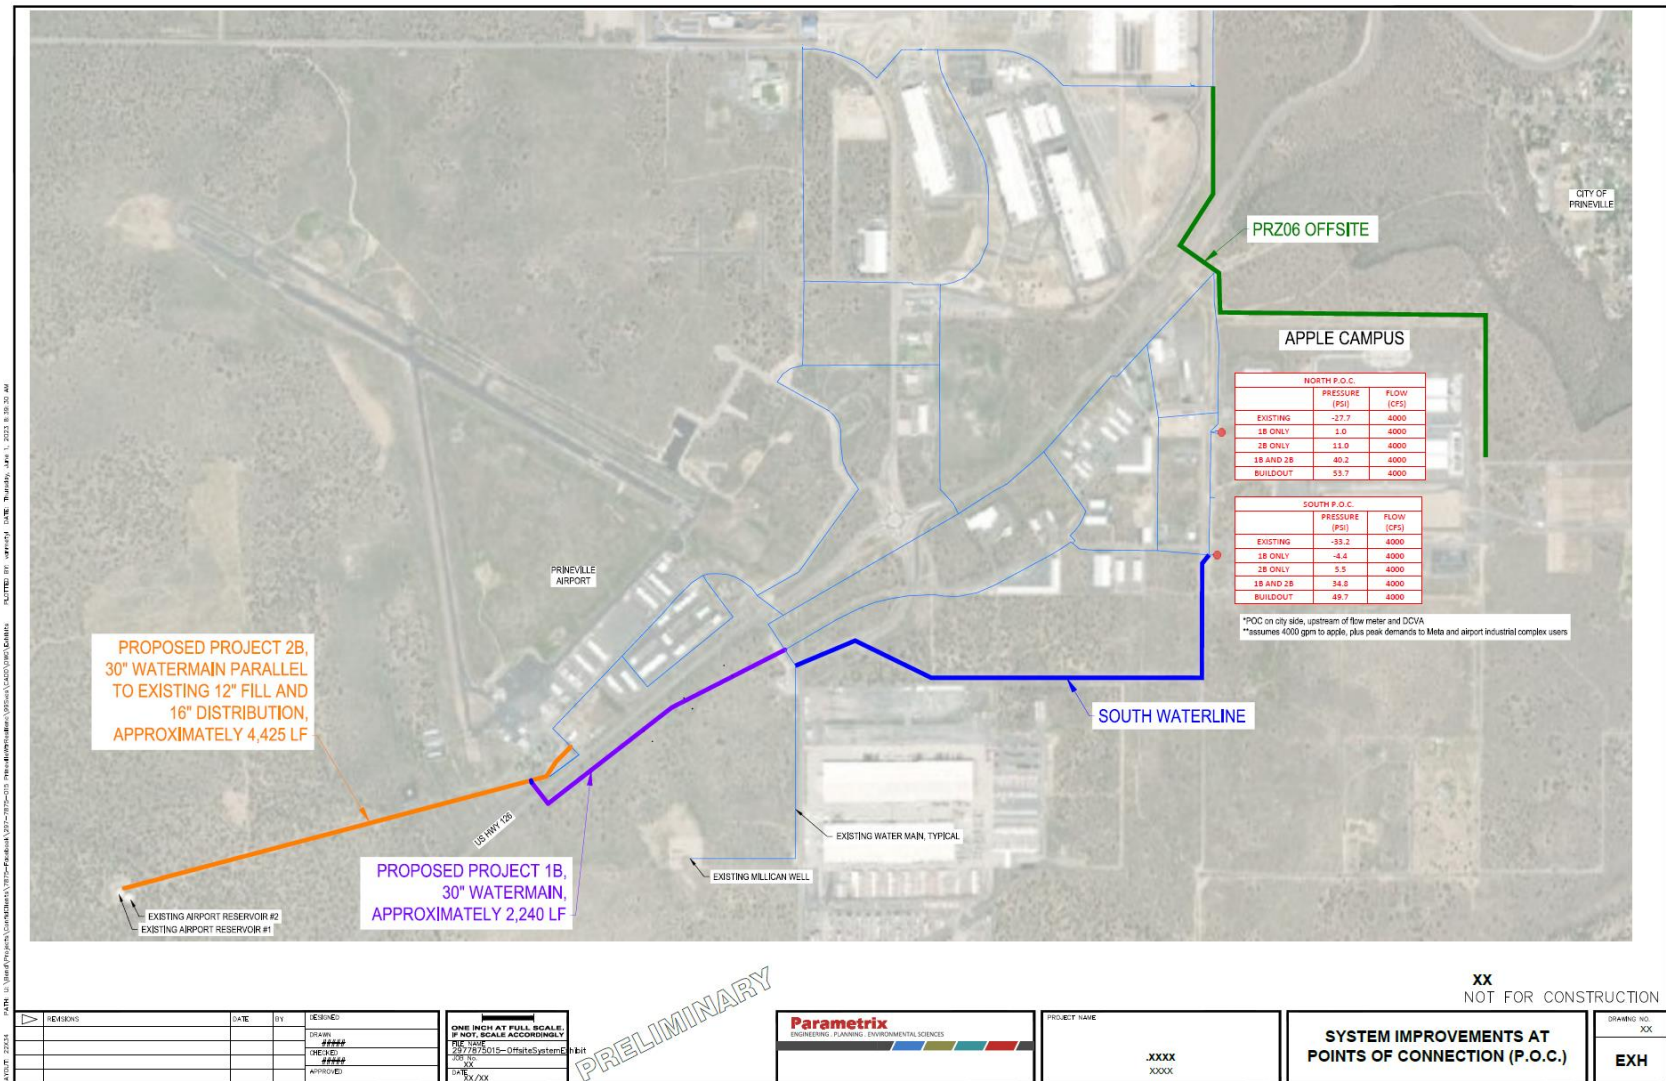 CITY OF
PRINEVILLE
PRZ06 OFFSITE
APPLE CAMPUS
NORTH P.O.C.
PRESSURE (PSI) FLOW (CFS)
EXISTING -27.7 4000
1B ONLY 1.0 4000
2B ONLY 11.0 4000
1B AND 2B 40.2 4000
BUILDOUT 53.7 4000
SOUTH P.O.C.
PRESSURE (PSI) FLOW (CFS)
EXISTING -33.2 4000
1B ONLY -4.4 4000
2B ONLY 5.5 4000
1B AND 2B 34.8 4000
BUILDOUT 49.7 4000
*POC on city side, upstream of flow meter and DCVA
**assumes 4000 gpm to apple, plus peak demands to Meta and airport industrial complex users
PRINEVILLE
AIRPORT
PROPOSED PROJECT 2B,
30" WATERMAIN PARALLEL
TO EXISTING 12" FILL AND
16" DISTRIBUTION,
APPROXIMATELY 4,425 LF
SOUTH WATERLINE
US HWY 126
EXISTING WATER MAIN, TYPICAL
PROPOSED PROJECT 1B,
30" WATERMAIN,
APPROXIMATELY 2,240 LF
EXISTING MILLICAN WELL
EXISTING AIRPORT RESERVOIR #2
EXISTING AIRPORT RESERVOIR #1
XX
NOT FOR CONSTRUCTION
PRELIMINARY
REVISIONS DATE BY
DESIGNED
DRAWN
#####
CHECKED
#####
APPROVED
ONE INCH AT FULL SCALE.
IF NOT, SCALE ACCORDINGLY
FILE NAME
JOB No.
XX
DATE
XX/XX
Parametrix
ENGINEERING . PLANNING . ENVIRONMENTAL SCIENCES
PROJECT NAME
.XXXX
XXXX
SYSTEM IMPROVEMENTS AT
POINTS OF CONNECTION (P.O.C.)
DRAWING NO.
XX
EXH